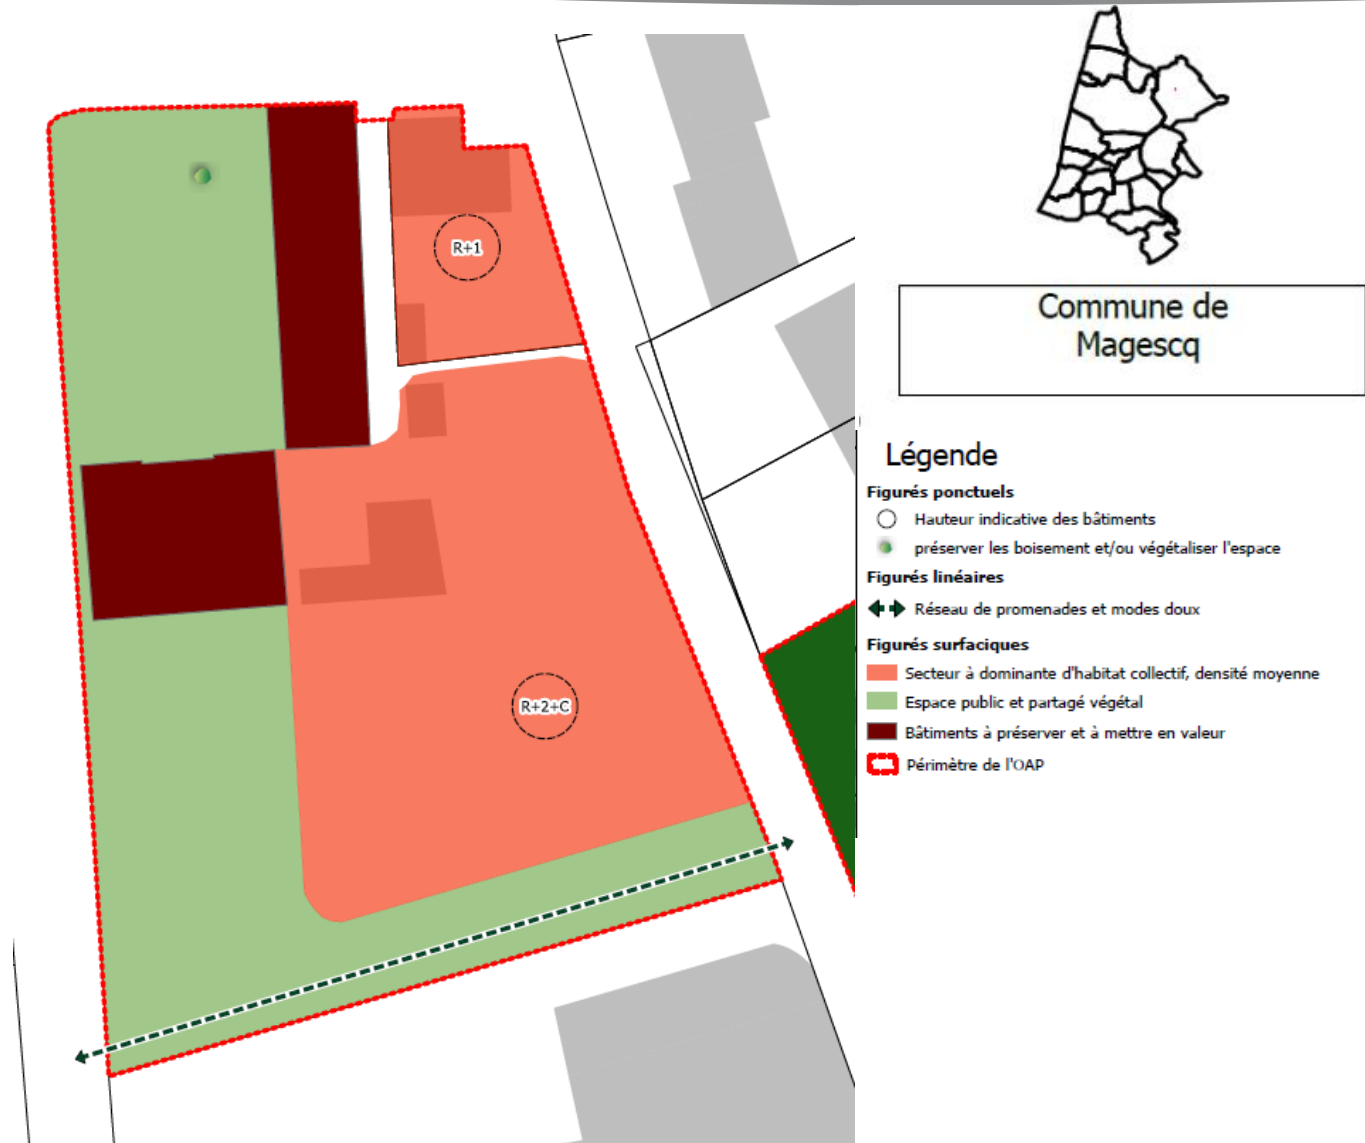 R+1
R+2+C
Commune de
Magescq
Légende
Figurés ponctuels
Hauteur indicative des bâtiments
préserver les boisement et/ou végétaliser l'espace
Figurés linéaires
Réseau de promenades et modes doux
Figurés surfaciques
Secteur à dominante d'habitat collectif, densité moyenne
Espace public et partagé végétal
Bâtiments à préserver et à mettre en valeur
Périmètre de l'OAP